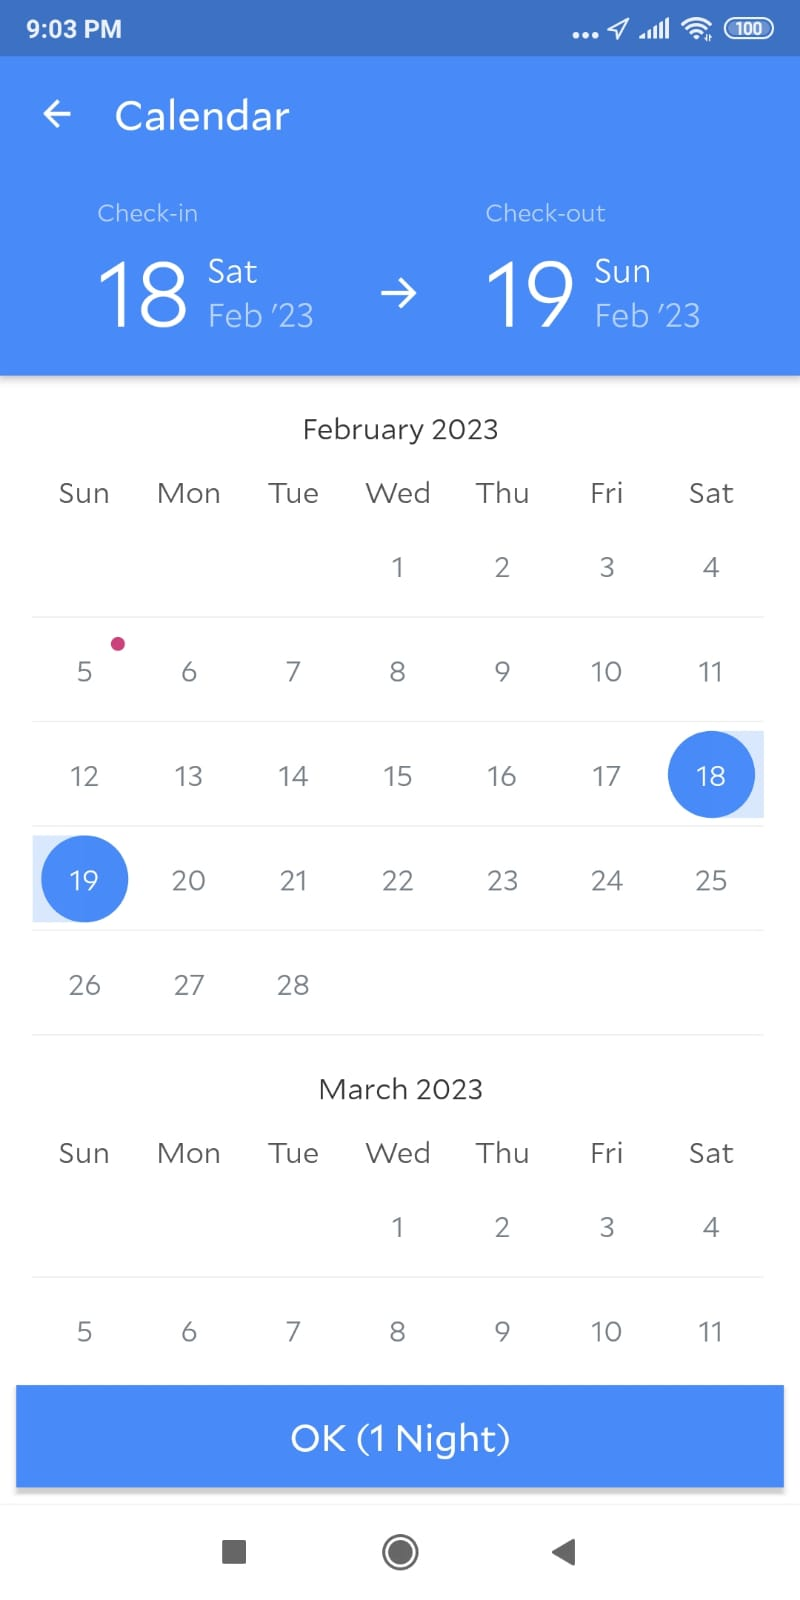 9:03 PM 100
Calendar
Check-in Check-out
18 Sat Feb '23 → 19 Sun Feb '23
February 2023
Sun Mon Tue Wed Thu Fri Sat
1 2 3 4
5 6 7 8 9 10 11
12 13 14 15 16 17 18
19 20 21 22 23 24 25
26 27 28
March 2023
Sun Mon Tue Wed Thu Fri Sat
1 2 3 4
5 6 7 8 9 10 11
OK (1 Night)